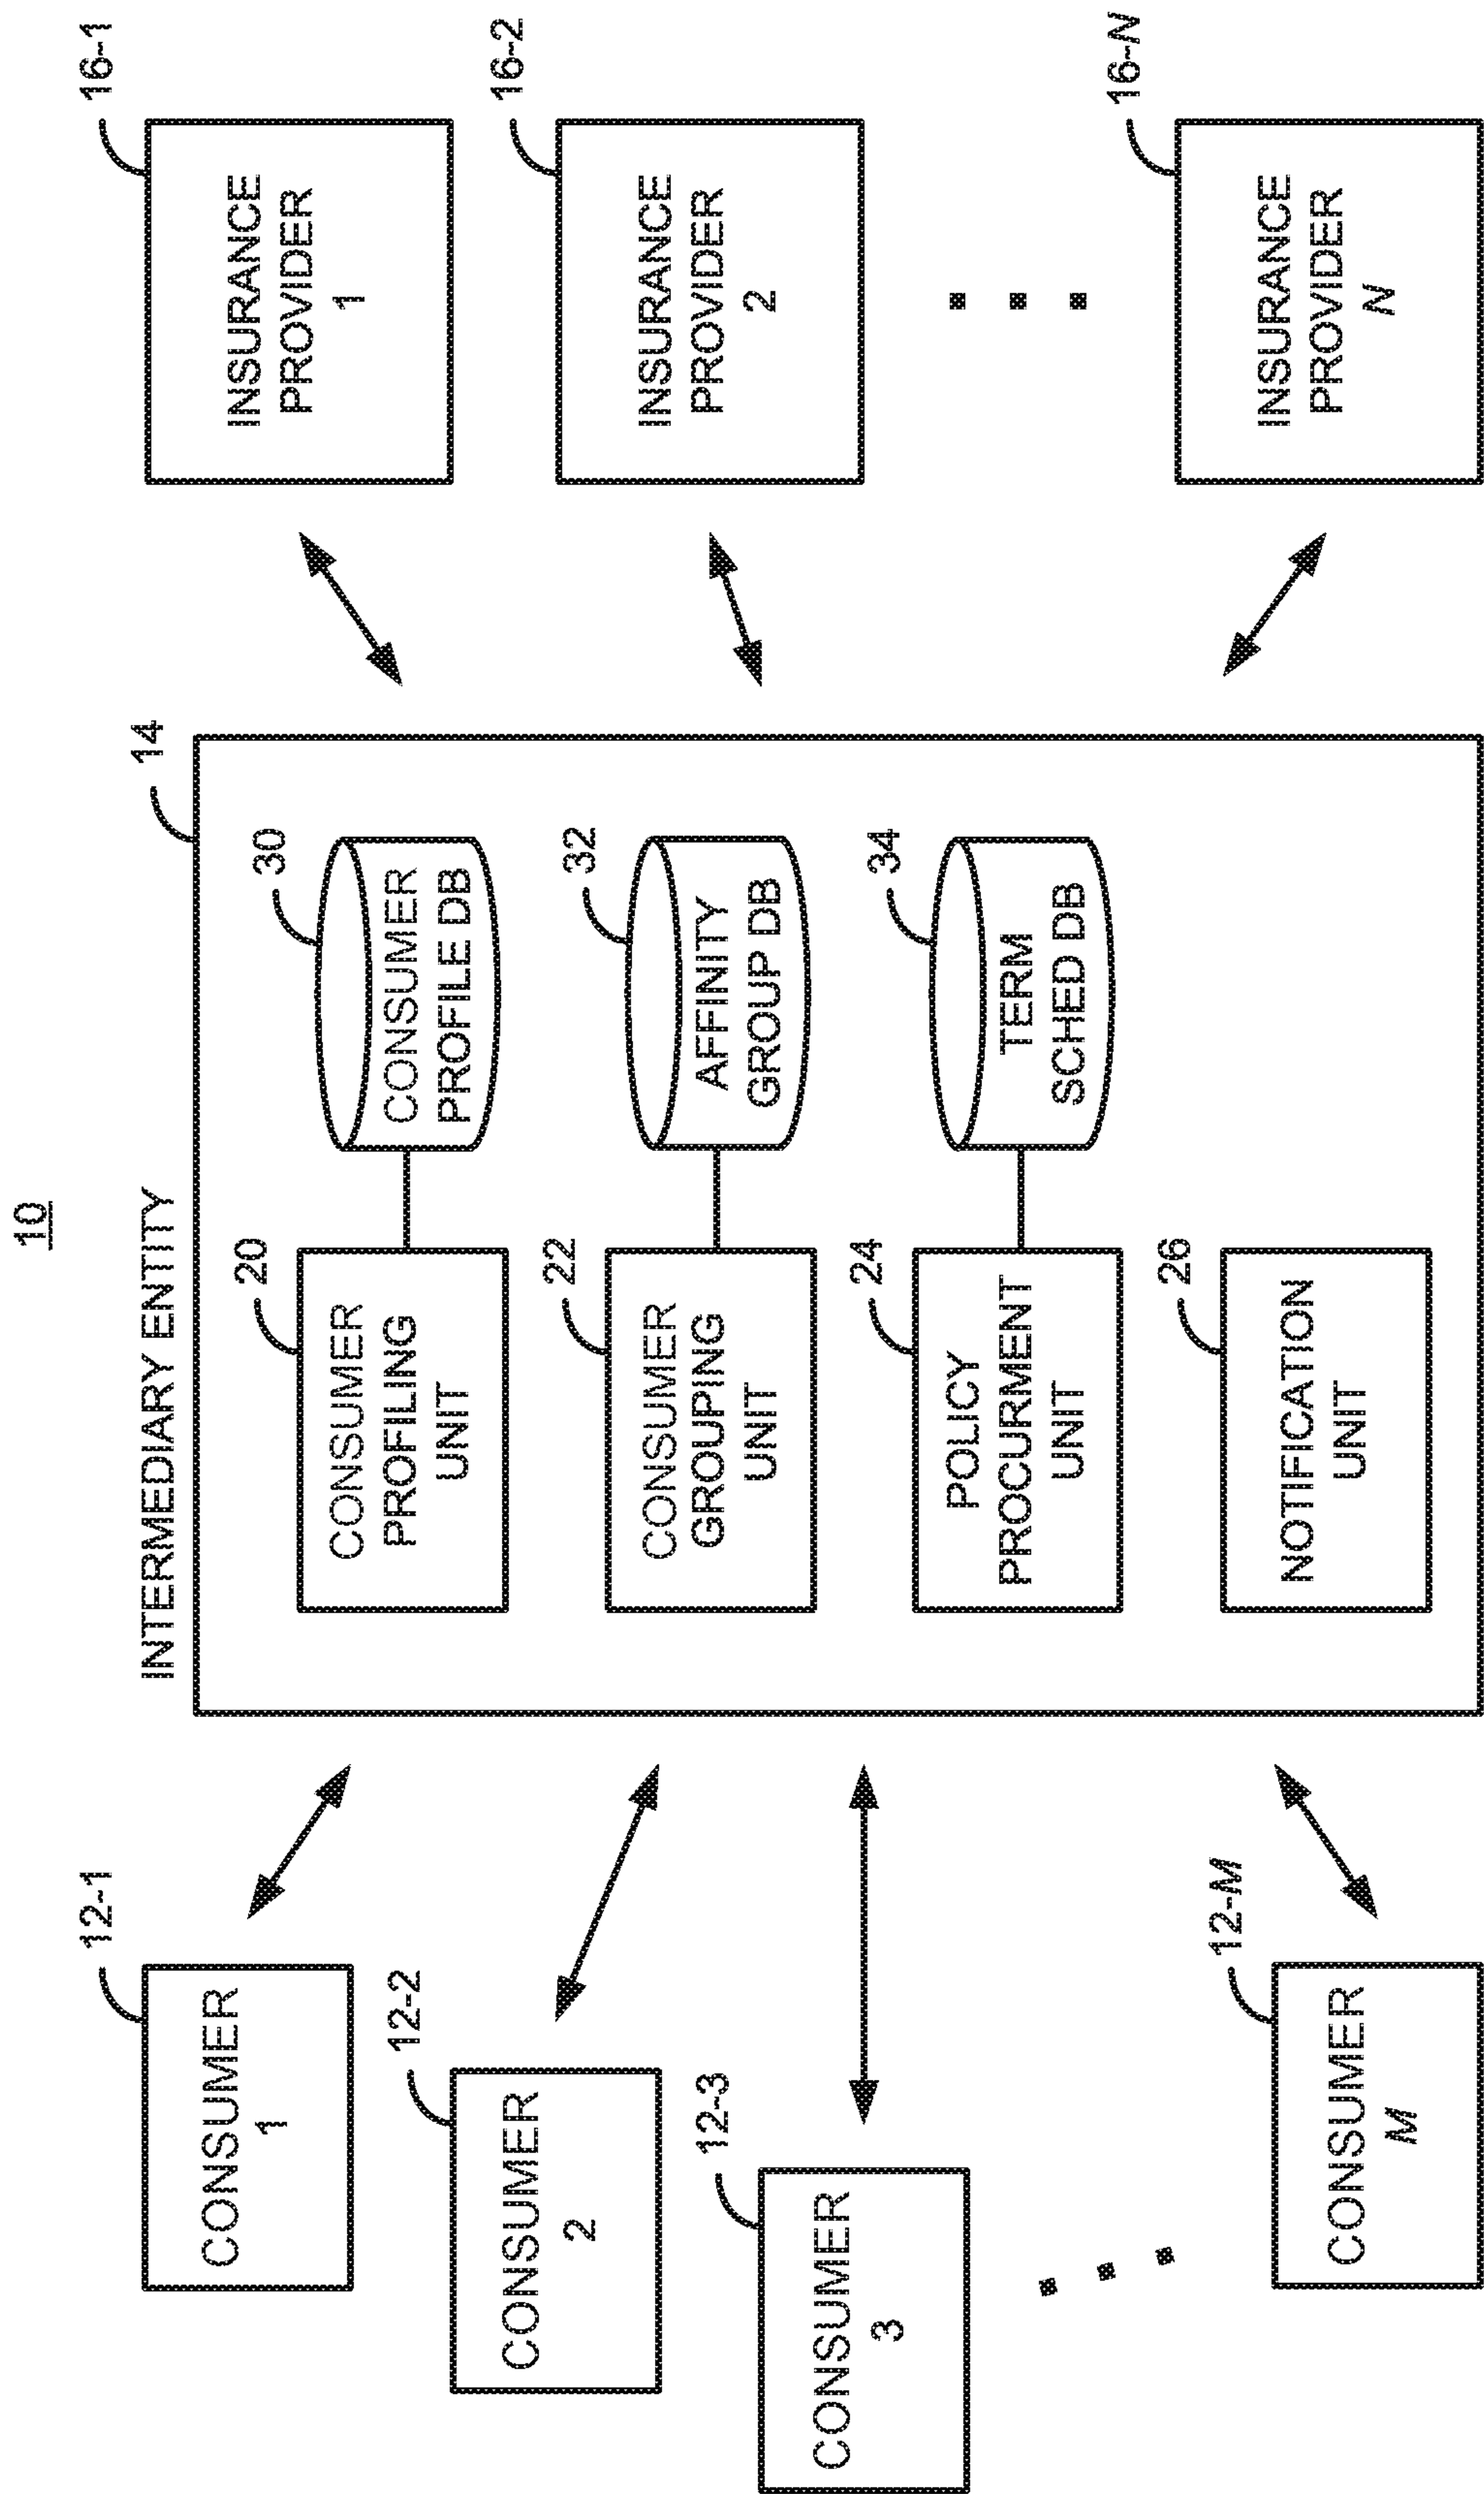 10
12-1
CONSUMER
1
12-2
CONSUMER
2
12-3
CONSUMER
3
12-M
CONSUMER
M
INTERMEDIARY ENTITY
14
20
CONSUMER
PROFILING
UNIT
30
CONSUMER
PROFILE DB
22
CONSUMER
GROUPING
UNIT
32
AFFINITY
GROUP DB
24
POLICY
PROCURMENT
UNIT
34
TERM
SCHED DB
26
NOTIFICATION
UNIT
16-1
INSURANCE
PROVIDER
1
16-2
INSURANCE
PROVIDER
2
16-N
INSURANCE
PROVIDER
N